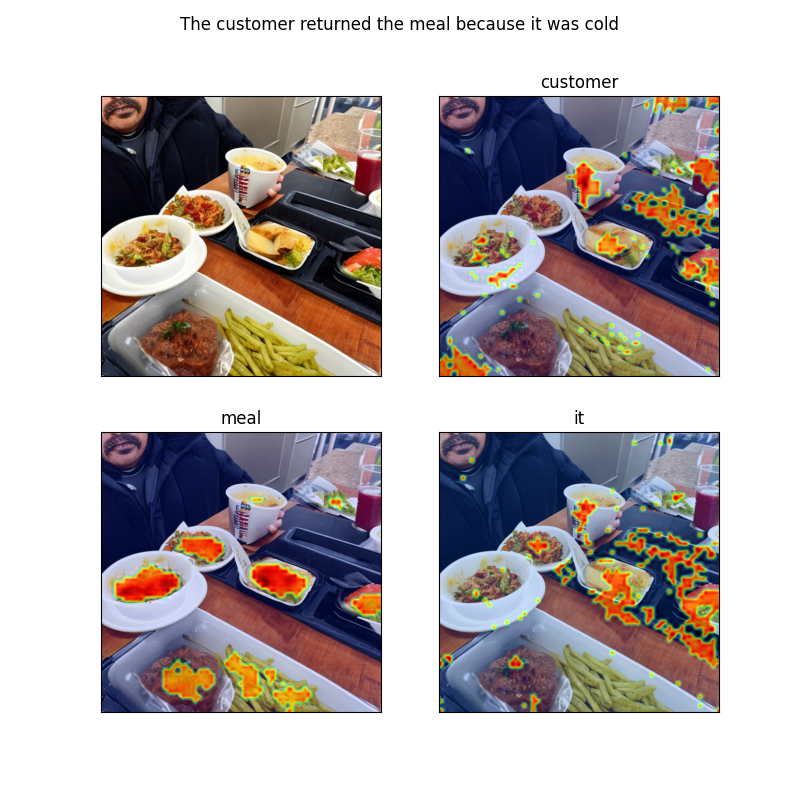 The customer returned the meal because it was cold
customer
meal
it